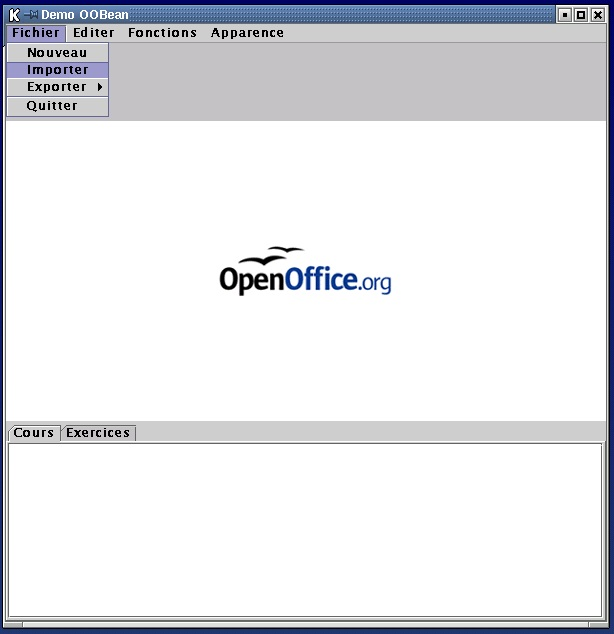 Demo OOBean
Fichier Editer Fonctions Apparence
Nouveau
Importer
Exporter
Quitter
OpenOffice.org
Cours Exercices